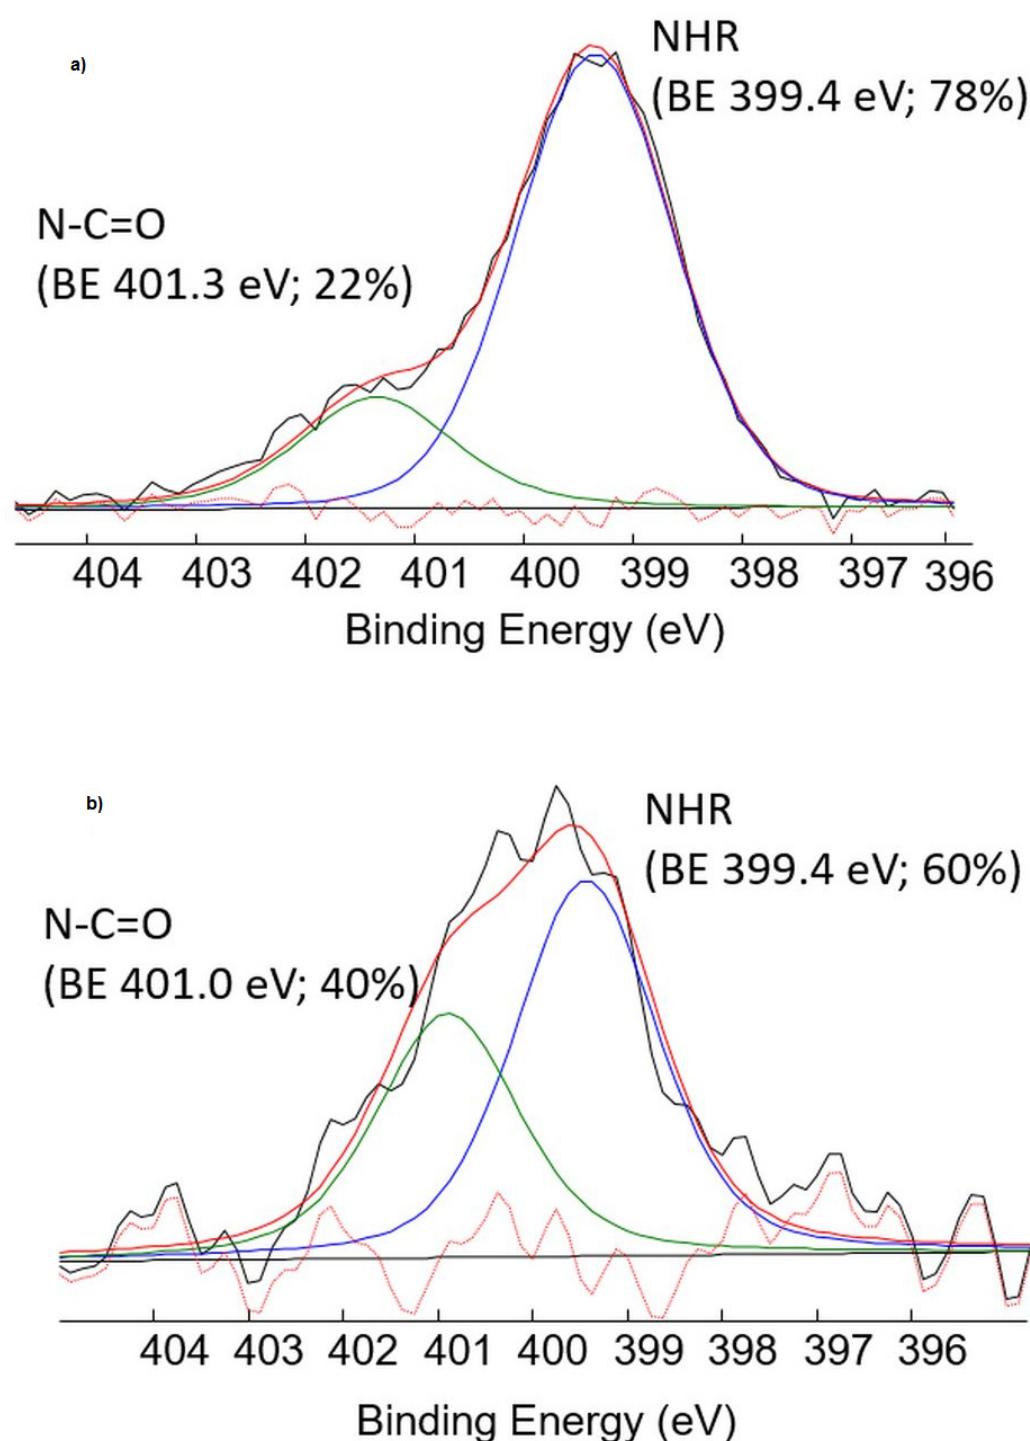 a)
NHR
(BE 399.4 eV; 78%)
N-C=O
(BE 401.3 eV; 22%)
404 403 402 401 400 399 398 397 396
Binding Energy (eV)
b)
NHR
(BE 399.4 eV; 60%)
N-C=O
(BE 401.0 eV; 40%)
404 403 402 401 400 399 398 397 396
Binding Energy (eV)